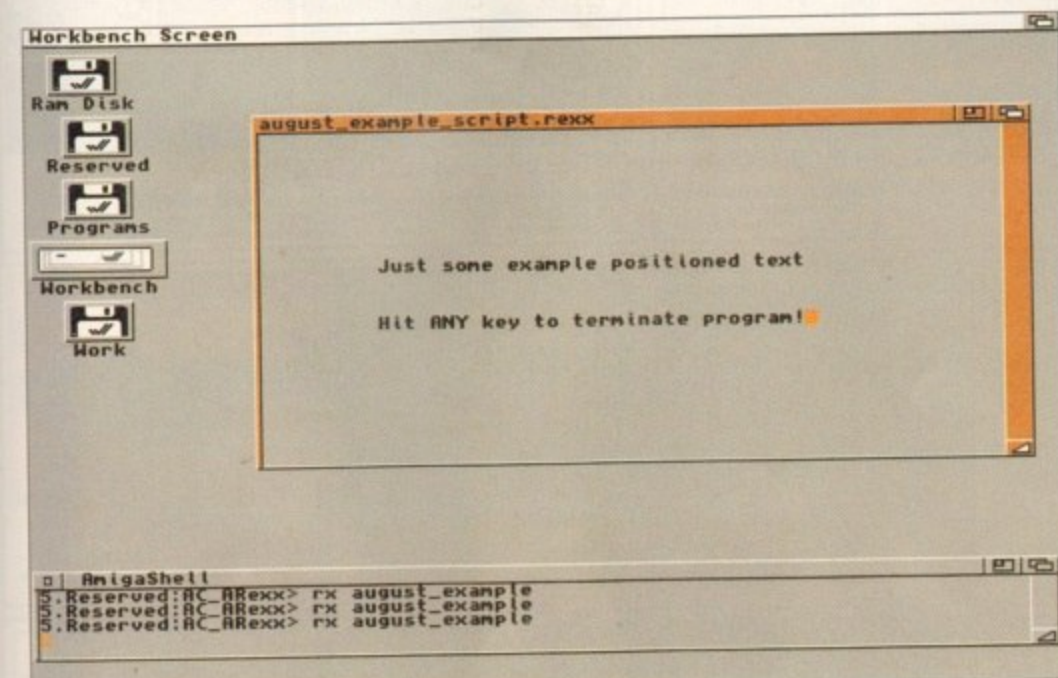 Workbench Screen
Ram Disk
Reserved
Programs
Workbench
Work
august_example_script.rexx
Just some example positioned text
Hit ANY key to terminate program!
AmigaShell
5.Reserved:AC_ARexx> rx august_example
5.Reserved:AC_ARexx> rx august_example
5.Reserved:AC_ARexx> rx august_example